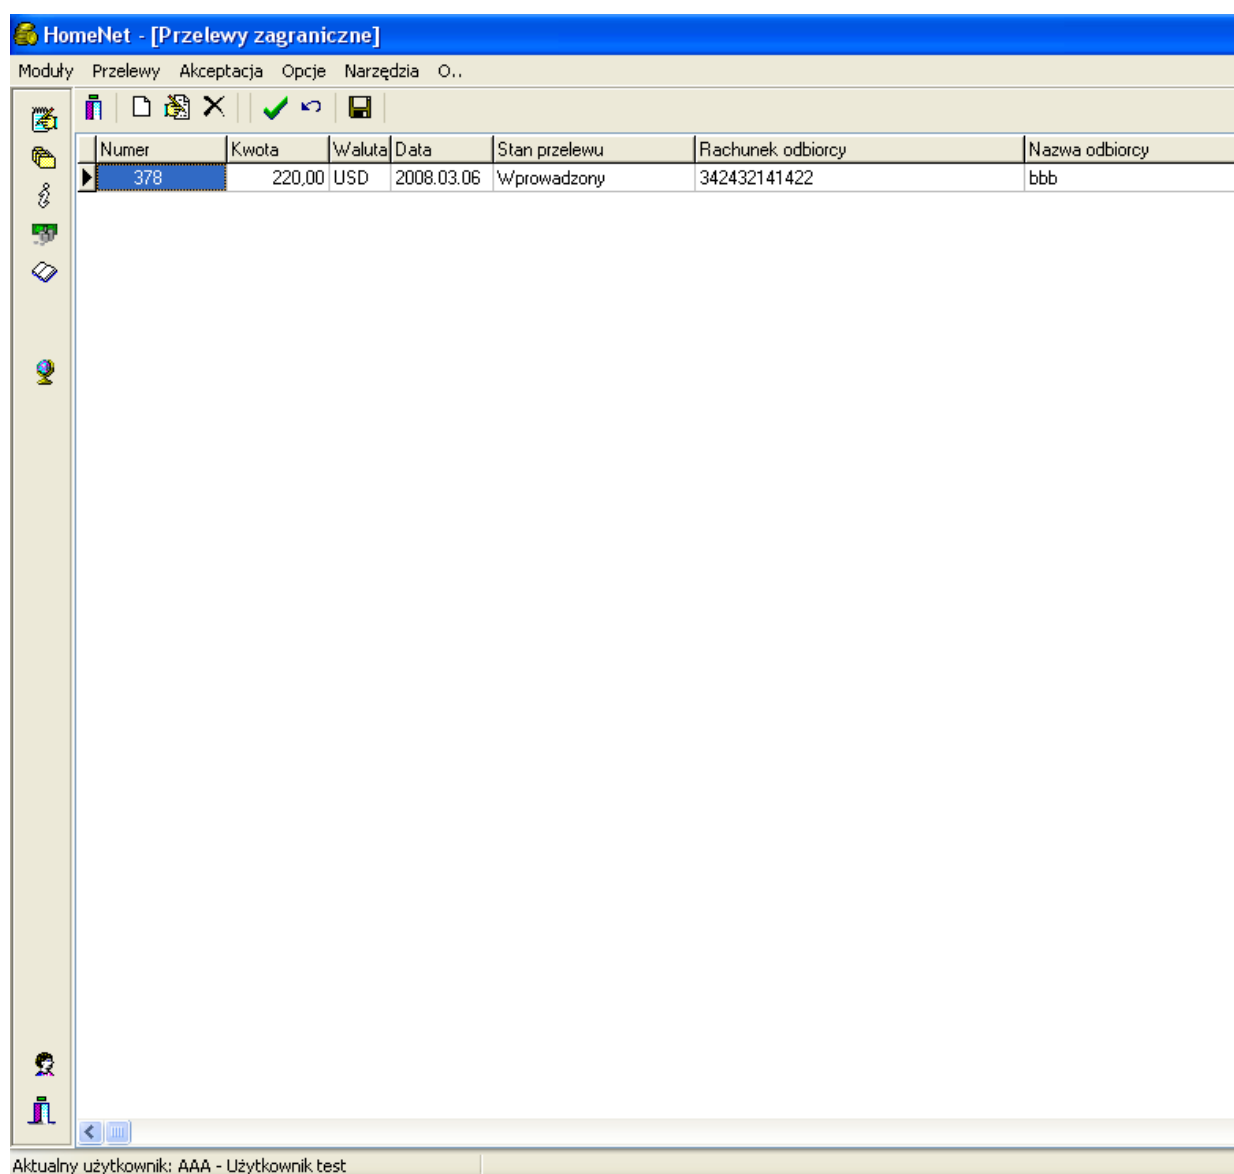 HomeNet - [Przelewy zagraniczne]
Moduły Przelewy Akceptacja Opcje Narzędzia O..
Numer Kwota Waluta Data Stan przelewu Rachunek odbiorcy Nazwa odbiorcy
378 220,00 USD 2008.03.06 Wprowadzony 342432141422 bbb
Aktualny użytkownik: AAA - Użytkownik test